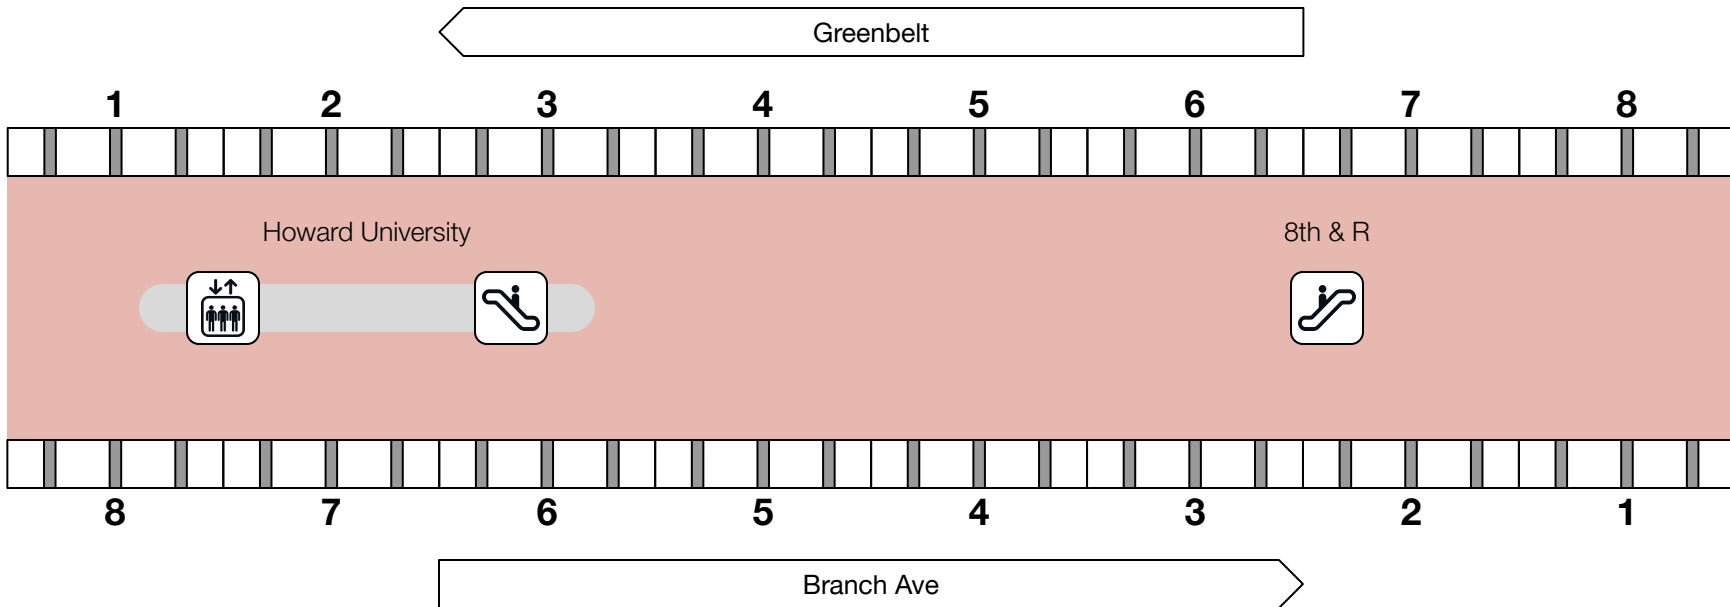 Greenbelt
1 2 3 4 5 6 7 8
Howard University 8th & R
8 7 6 5 4 3 2 1
Branch Ave